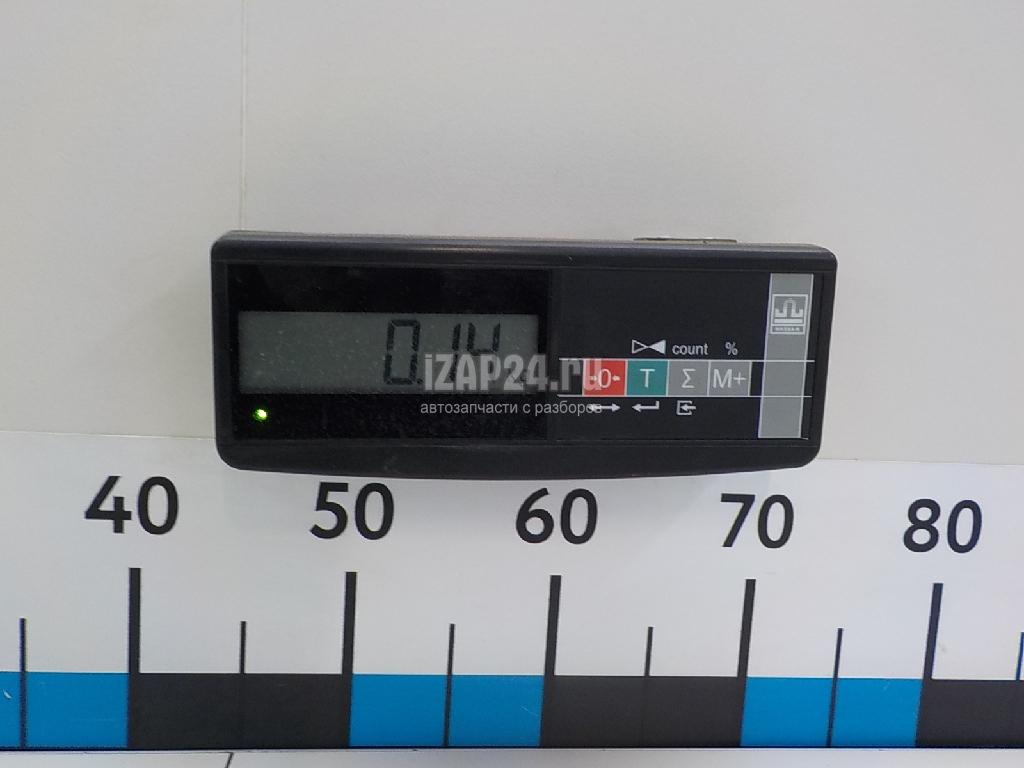 0.14
iZAP24.ru
автозапчасти с разборов
count %
→0← T Σ M+
40 50 60 70 80